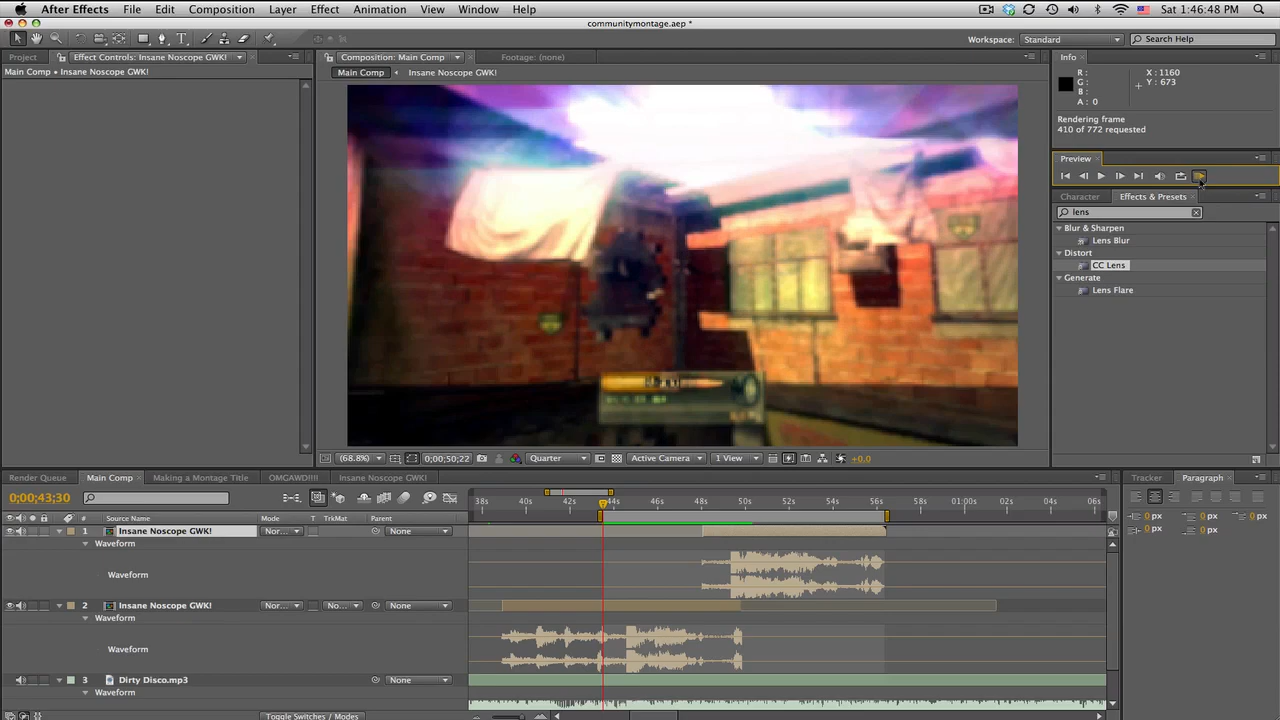 After Effects File Edit Composition Layer Effect Animation View Window Help Sat 1:46:48 PM
communitymontage.aep *
Workspace: Standard Search Help
Project Effect Controls: Insane Noscope GWK! Composition: Main Comp Footage: (none) Info
Main Comp • Insane Noscope GWK! Main Comp Insane Noscope GWK!
R : X : 1160
G : Y : 673
B :
A : 0
Rendering frame
410 of 772 requested
Preview
Character Effects & Presets
lens
Blur & Sharpen
Lens Blur
Distort
CC Lens
Generate
Lens Flare
(68.8%) 0;00;50;22 Quarter Active Camera 1 View +0.0
Render Queue Main Comp Making a Montage Title OMGAWD!!! Insane Noscope GWK! Tracker Paragraph
0;00;43;30 38s 40s 42s 44s 46s 48s 50s 52s 54s 56s 58s 01:00s 02s 04s 06s
# Source Name Mode T TrkMat Parent
0 px 0 px 0 px
0 px 0 px
1 Insane Noscope GWK! Nor... None
Waveform
Waveform
2 Insane Noscope GWK! Nor... No... None
Waveform
Waveform
3 Dirty Disco.mp3 None
Waveform
Toggle Switches / Modes